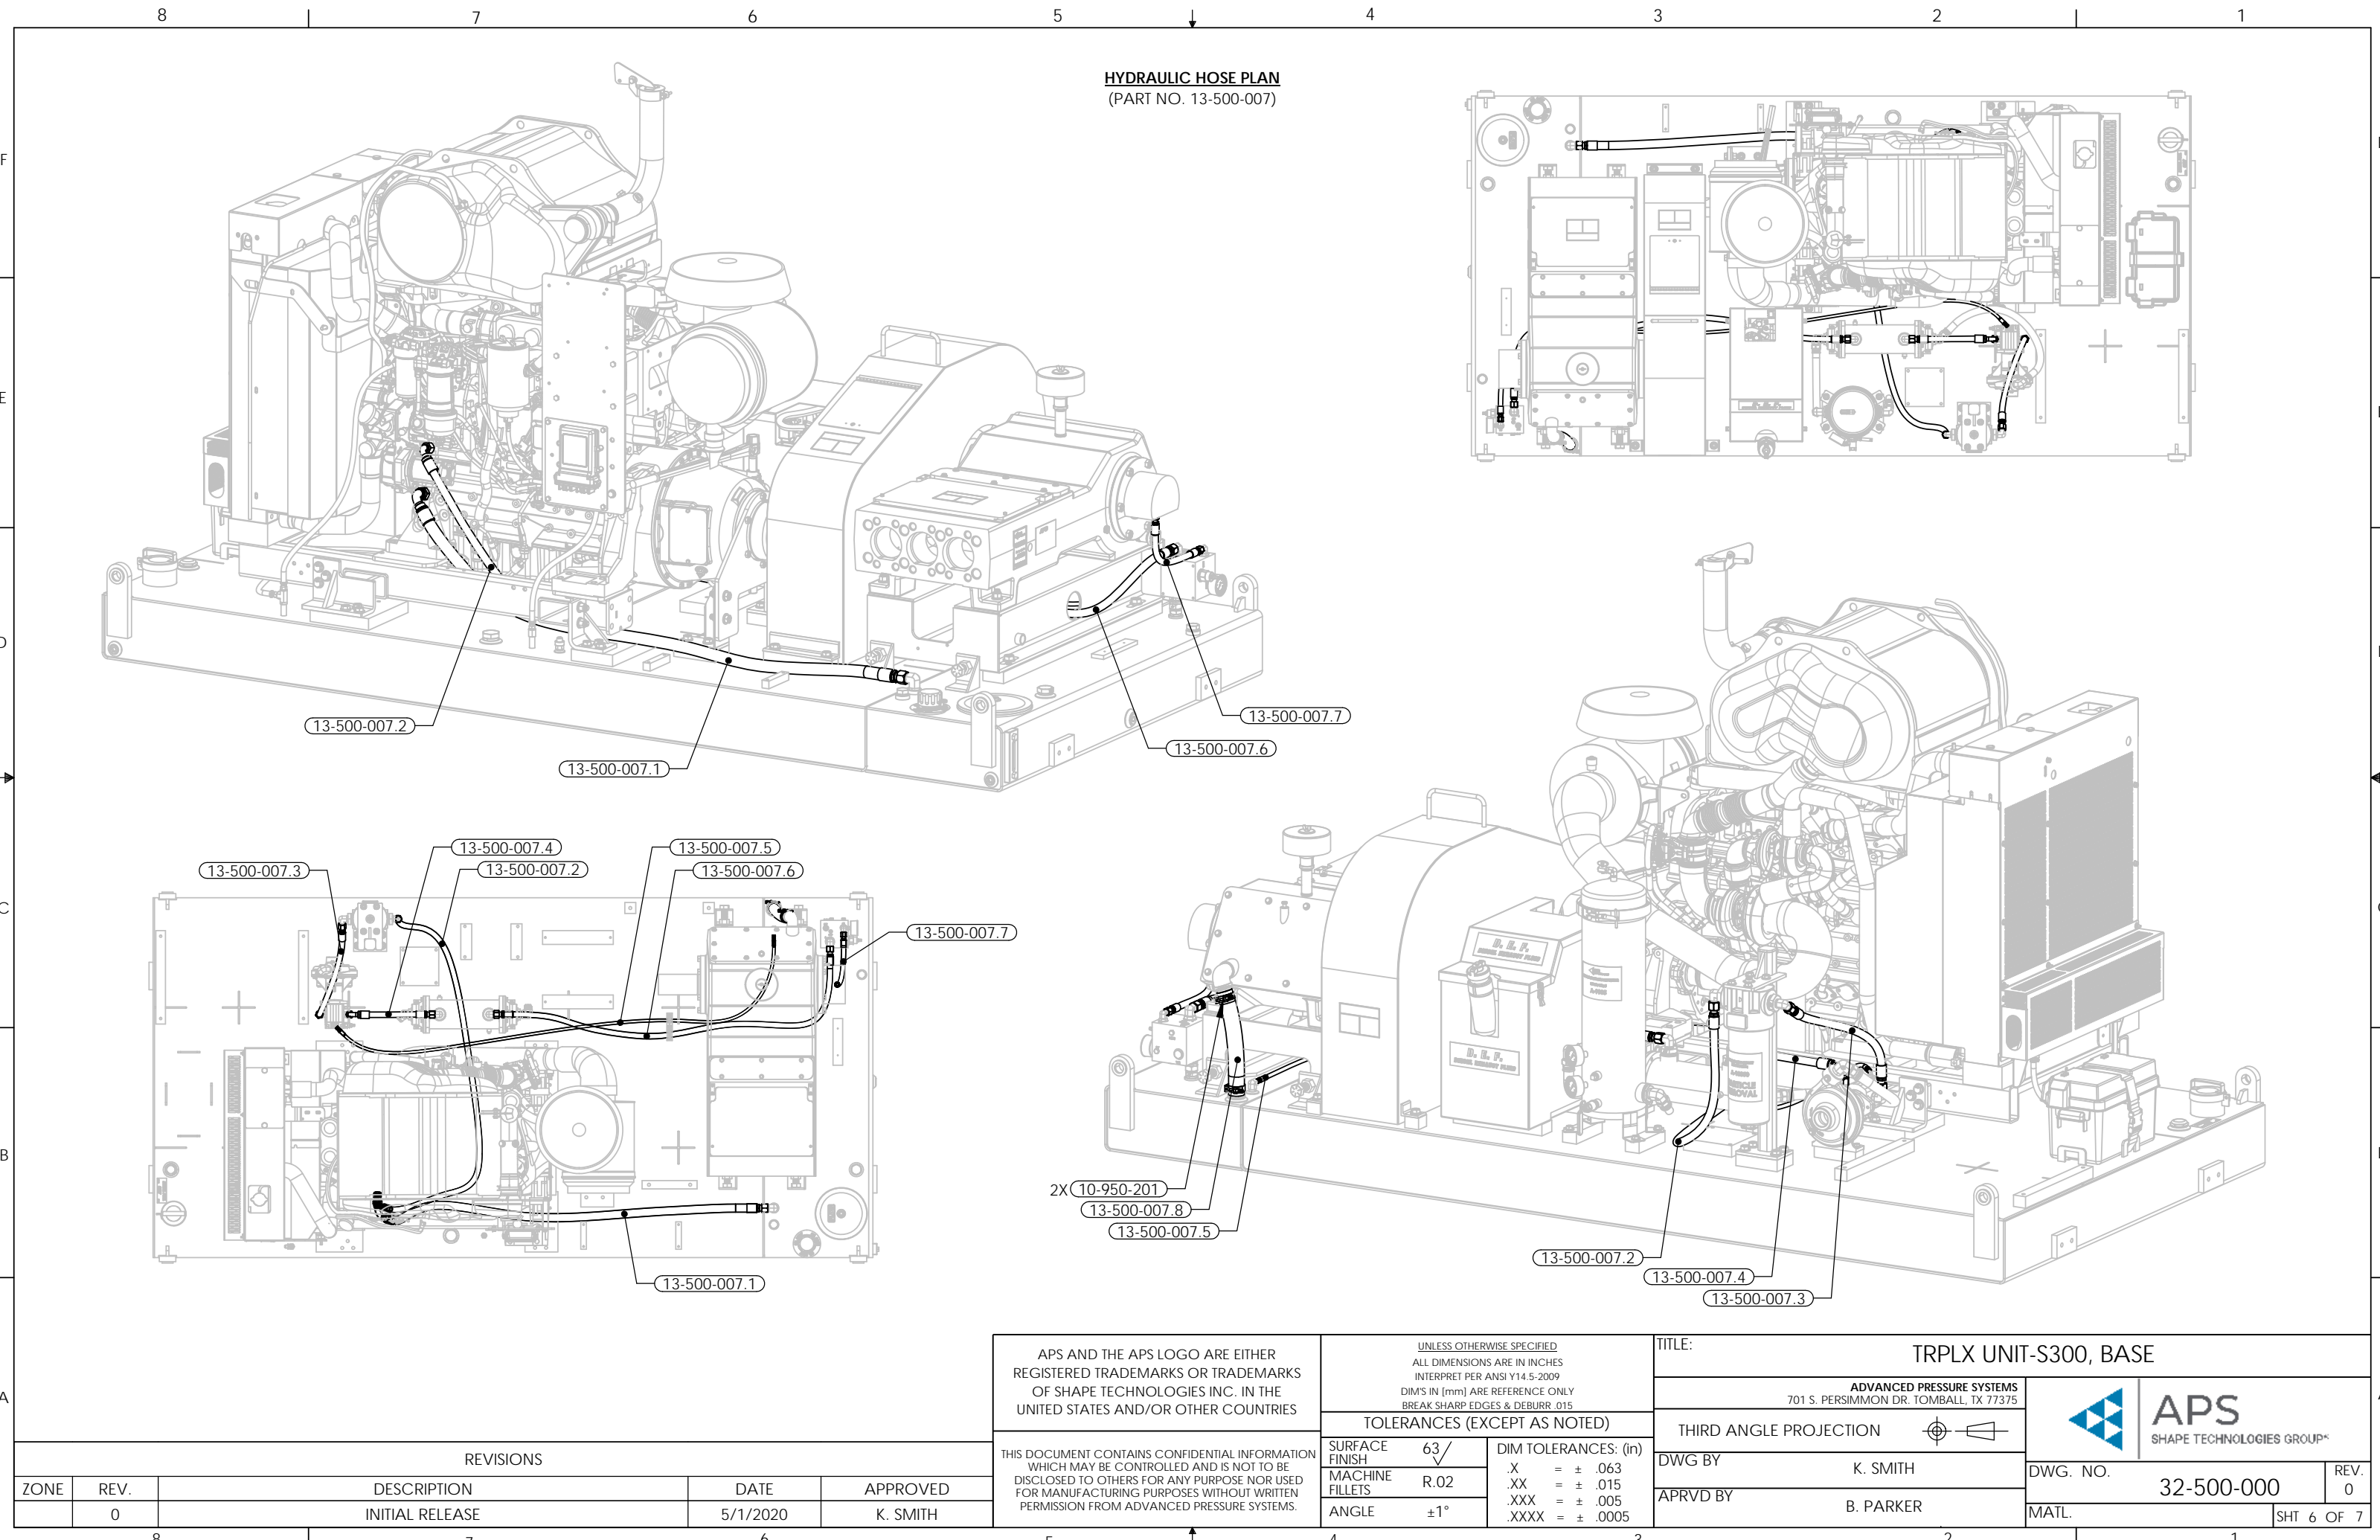 8 7 6 5 4 3 2 1
HYDRAULIC HOSE PLAN
(PART NO. 13-500-007)
F
E
D
C
B
A
13-500-007.2
13-500-007.1
13-500-007.7
13-500-007.6
13-500-007.3
13-500-007.4
13-500-007.2
13-500-007.5
13-500-007.6
13-500-007.7
13-500-007.1
D. E. F.
D. E. F.
2X 10-950-201
13-500-007.8
13-500-007.5
13-500-007.2
13-500-007.4
13-500-007.3
REVISIONS
ZONE REV. DESCRIPTION DATE APPROVED
0 INITIAL RELEASE 5/1/2020 K. SMITH
APS AND THE APS LOGO ARE EITHER
REGISTERED TRADEMARKS OR TRADEMARKS
OF SHAPE TECHNOLOGIES INC. IN THE
UNITED STATES AND/OR OTHER COUNTRIES
THIS DOCUMENT CONTAINS CONFIDENTIAL INFORMATION
WHICH MAY BE CONTROLLED AND IS NOT TO BE
DISCLOSED TO OTHERS FOR ANY PURPOSE NOR USED
FOR MANUFACTURING PURPOSES WITHOUT WRITTEN
PERMISSION FROM ADVANCED PRESSURE SYSTEMS.
UNLESS OTHERWISE SPECIFIED
ALL DIMENSIONS ARE IN INCHES
INTERPRET PER ANSI Y14.5-2009
DIM'S IN [mm] ARE REFERENCE ONLY
BREAK SHARP EDGES & DEBURR .015
TOLERANCES (EXCEPT AS NOTED)
SURFACE FINISH 63
MACHINE FILLETS R.02
ANGLE ±1°
DIM TOLERANCES: (in)
.X = ± .063
.XX = ± .015
.XXX = ± .005
.XXXX = ± .0005
TITLE:
TRPLX UNIT-S300, BASE
ADVANCED PRESSURE SYSTEMS
701 S. PERSIMMON DR. TOMBALL, TX 77375
THIRD ANGLE PROJECTION
DWG BY K. SMITH
APRVD BY B. PARKER
APS
SHAPE TECHNOLOGIES GROUP
DWG. NO. 32-500-000
REV. 0
MATL.
SHT 6 OF 7
8 7 6 5 4 3 2 1